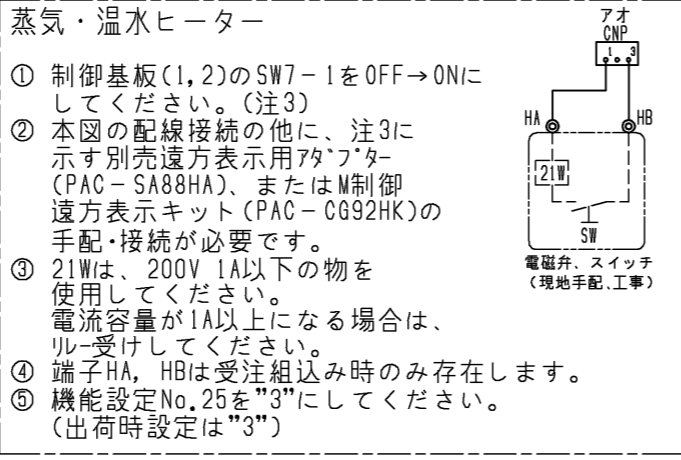 蒸気・温水ヒーター
① 制御基板(1,2)のSW7-1をOFF→ONに
してください。(注3)
② 本図の配線接続の他に、注3に
示す別売遠方表示用ｱﾀﾞﾌﾟﾀｰ
(PAC-SA88HA)、またはM制御
遠方表示キット(PAC-CG92HK)の
手配・接続が必要です。
③ 21Wは、200V 1A以下の物を
使用してください。
電流容量が1A以上になる場合は、
ﾘﾚｰ受けしてください。
④ 端子HA, HBは受注組込み時のみ存在します。
⑤ 機能設定No.25を”3”にしてください。
(出荷時設定は”3”)
アオ
CNP
1 3
HA HB
21W
SW
電磁弁、スイッチ
(現地手配、工事)